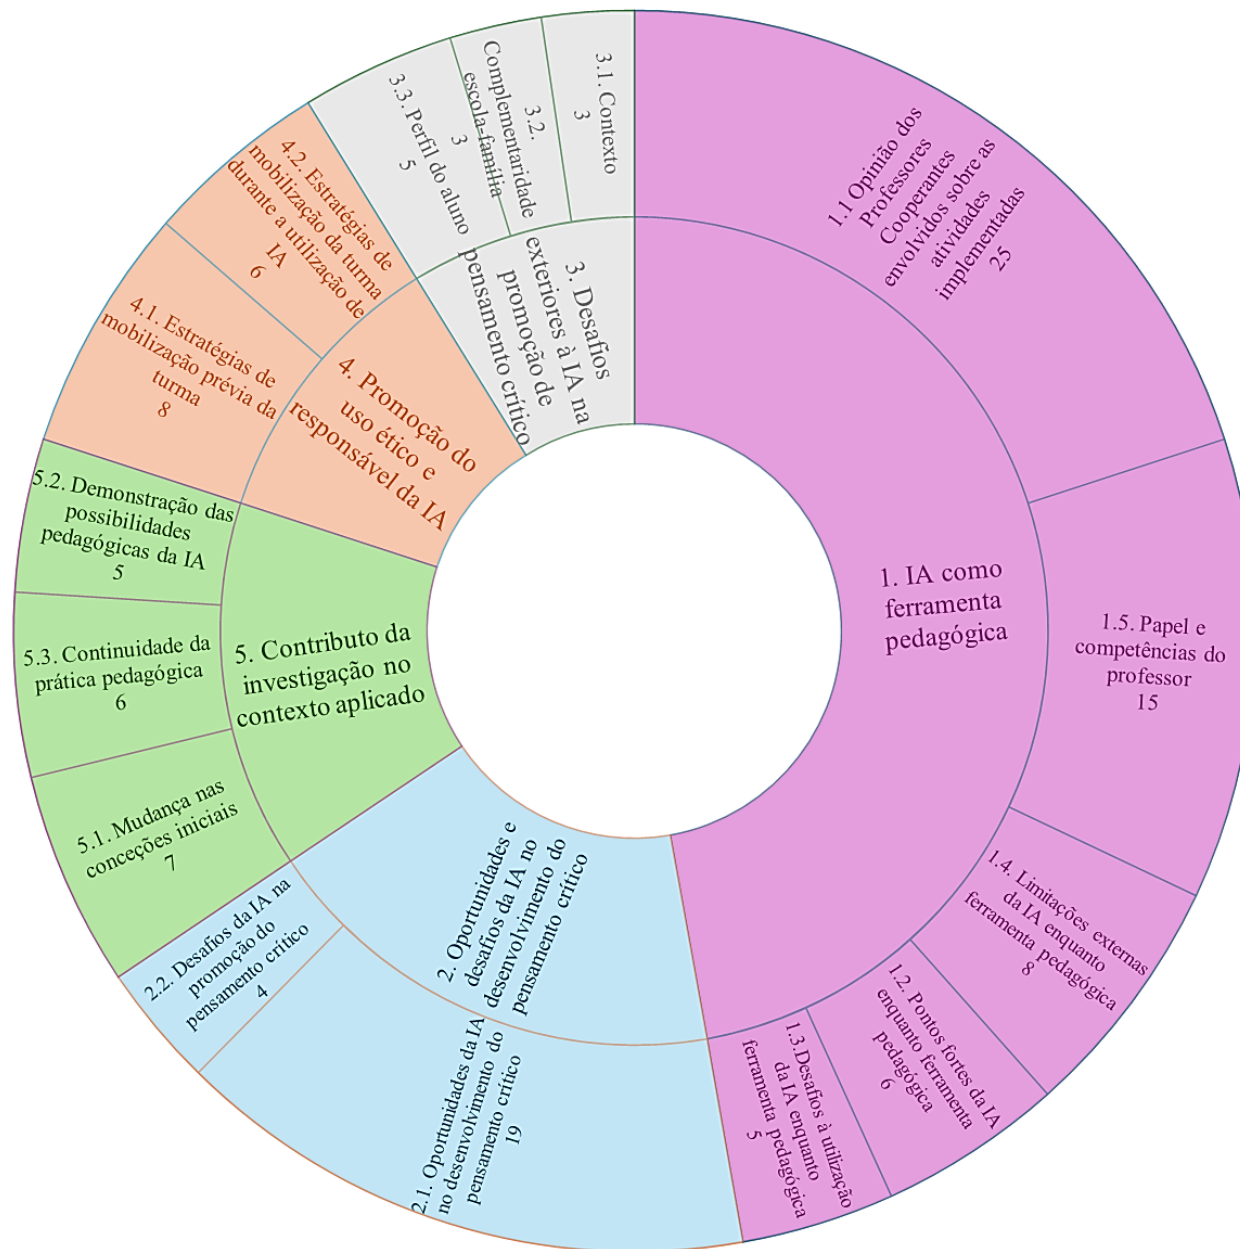 1. IA como
ferramenta
pedagógica
1.1 Opinião dos
Professores
Cooperantes
envolvidos sobre as
atividades
implementadas
25
1.5. Papel e
competências do
professor
15
1.4. Limitações externas
da IA enquanto
ferramenta pedagógica
8
1.2. Pontos fortes da IA
enquanto ferramenta
pedagógica
6
1.3.Desafios à utilização
da IA enquanto
ferramenta pedagógica
5
2. Oportunidades e
desafios da IA no
desenvolvimento do
pensamento crítico
2.1. Oportunidades da IA
no desenvolvimento do
pensamento crítico
19
2.2. Desafios da IA na
promoção do
pensamento crítico
4
5. Contributo da
investigação no
contexto aplicado
5.1. Mudança nas
conceções iniciais
7
5.3. Continuidade da
prática pedagógica
6
5.2. Demonstração das
possibilidades
pedagógicas da IA
5
4. Promoção do
uso ético e
responsável da IA
4.1. Estratégias de
mobilização prévia da
turma
8
4.2. Estratégias de
mobilização da turma
durante a utilização de
IA
6
3. Desafios
exteriores à IA na
promoção de
pensamento crítico
3.3. Perfil do aluno
5
3.2.
Complementaridade
escola-família
3
3.1. Contexto
3